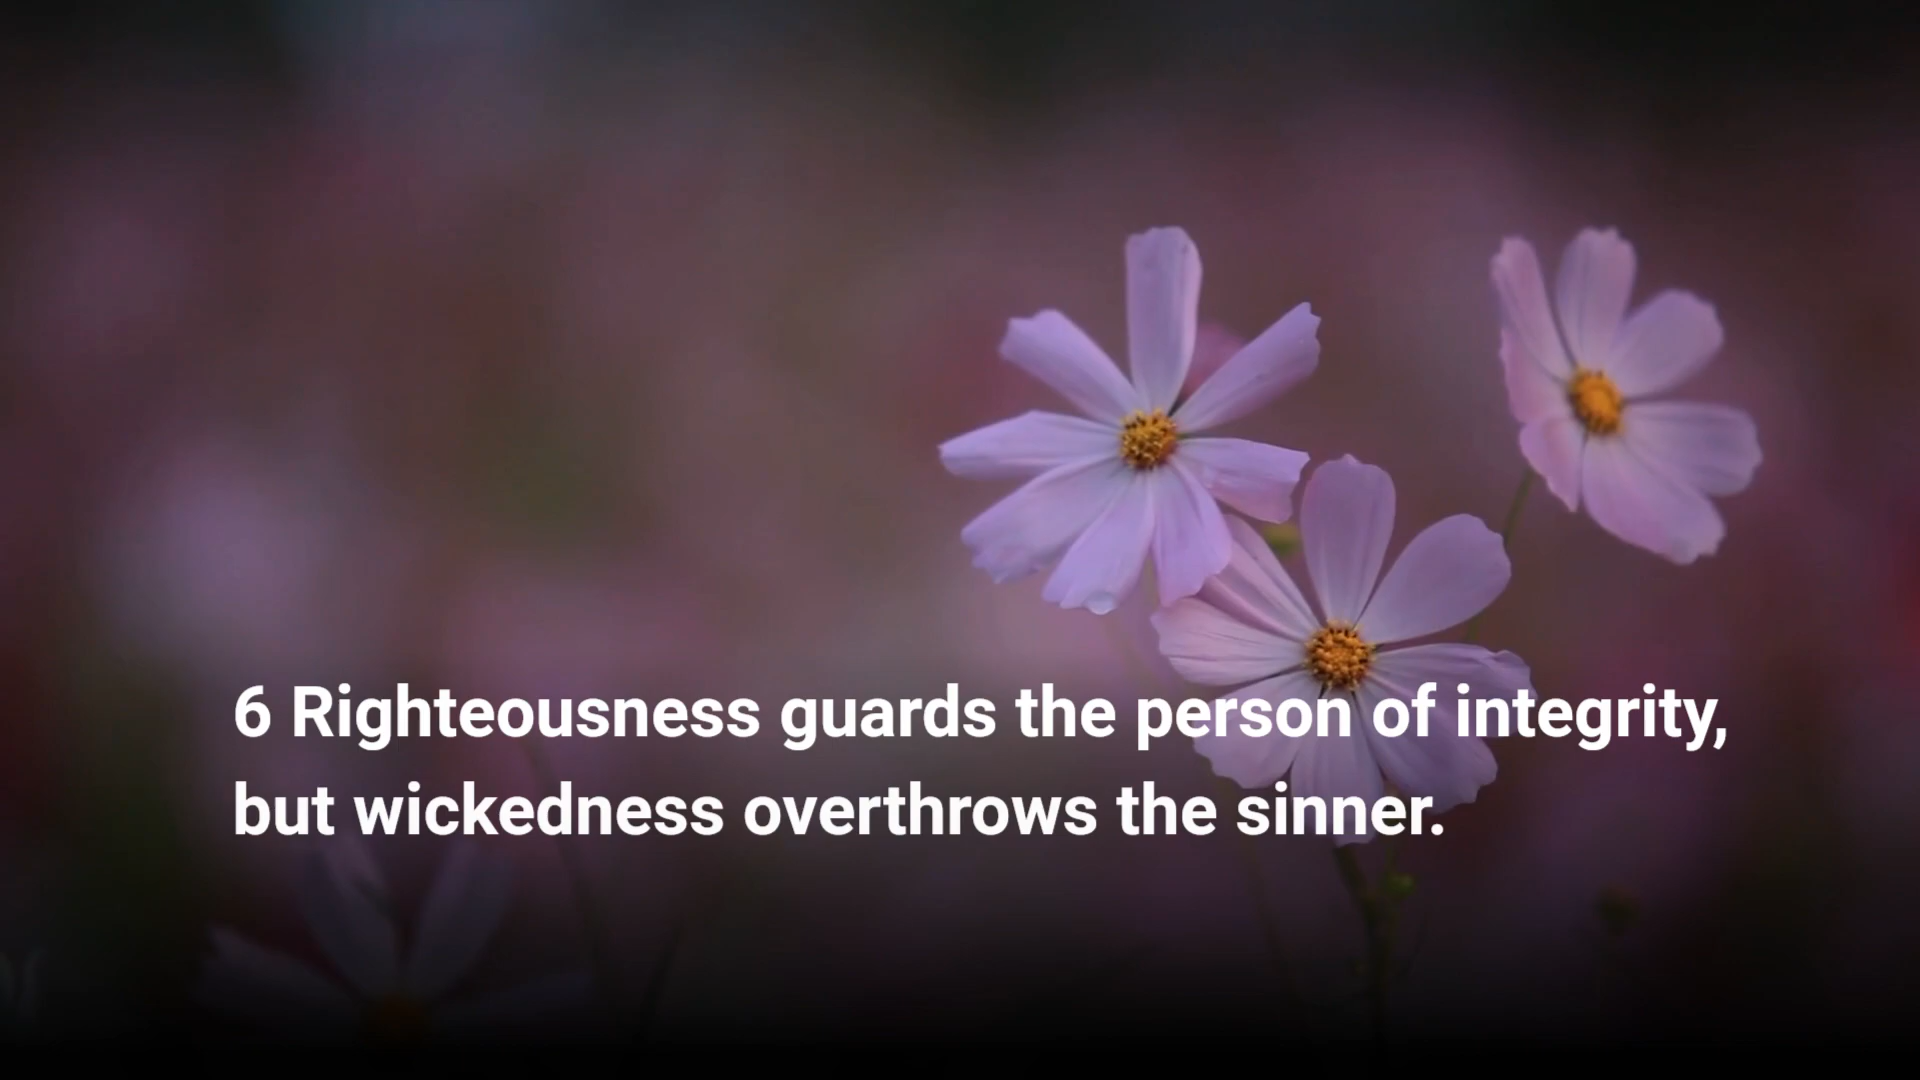 6 Righteousness guards the person of integrity,
but wickedness overthrows the sinner.